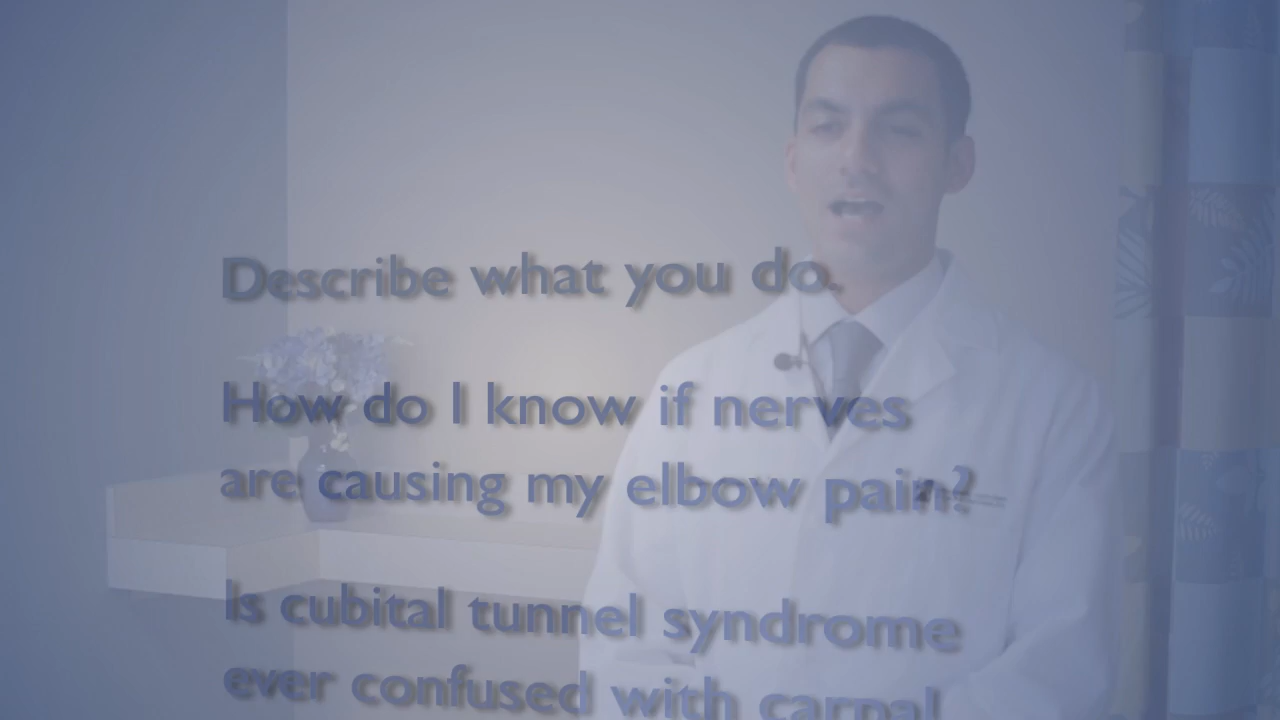 Describe what you do.
How do I know if nerves
are causing my elbow pain?
Is cubital tunnel syndrome
ever confused with carpal